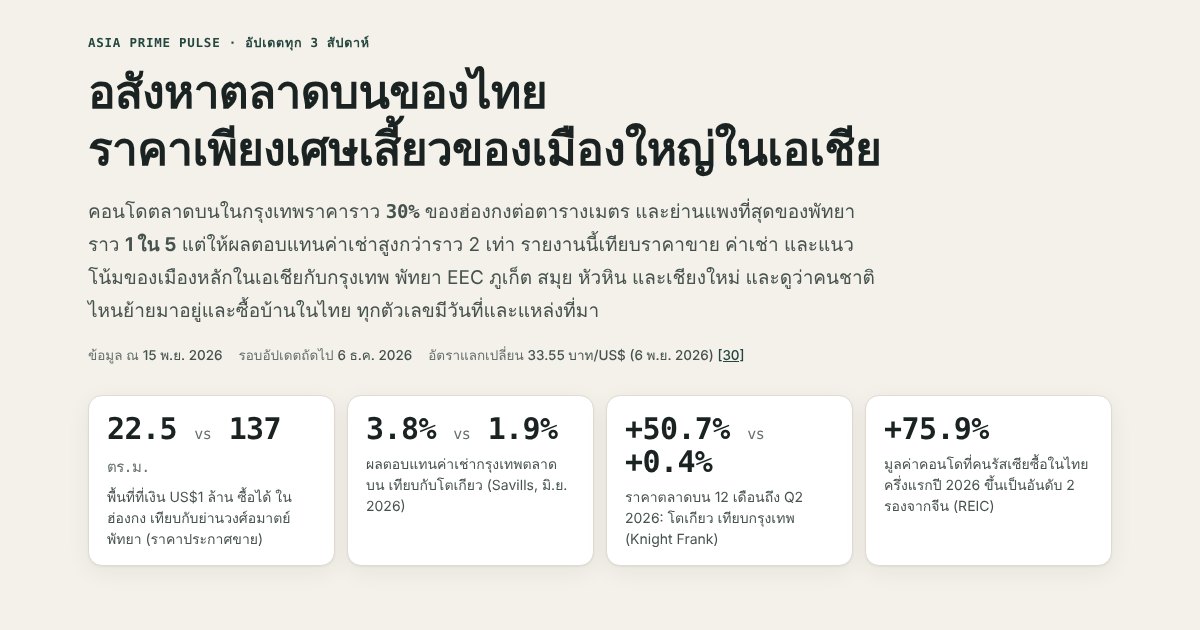 ASIA PRIME PULSE · อัปเดตทุก 3 สัปดาห์
อสังหาตลาดบนของไทย
ราคาเพียงเศษเสี้ยวของเมืองใหญ่ในเอเชีย
คอนโดตลาดบนในกรุงเทพราคาราว 30% ของฮ่องกงต่อตารางเมตร และย่านแพงที่สุดของพัทยา
ราว 1 ใน 5 แต่ให้ผลตอบแทนค่าเช่าสูงกว่าราว 2 เท่า รายงานนี้เทียบราคาขาย ค่าเช่า และแนว
โน้มของเมืองหลักในเอเชียกับกรุงเทพ พัทยา EEC ภูเก็ต สมุย หัวหิน และเชียงใหม่ และดูว่าคนชาติ
ไหนย้ายมาอยู่และซื้อบ้านในไทย ทุกตัวเลขมีวันที่และแหล่งที่มา
ข้อมูล ณ 15 พ.ย. 2026 รอบอัปเดตถัดไป 6 ธ.ค. 2026 อัตราแลกเปลี่ยน 33.55 บาท/US$ (6 พ.ย. 2026) [30]
22.5 vs 137
ตร.ม.
พื้นที่ที่เงิน US$1 ล้าน ซื้อได้ ใน
ฮ่องกง เทียบกับย่านวงศ์อมาตย์
พัทยา (ราคาประกาศขาย)
3.8% vs 1.9%
ผลตอบแทนค่าเช่ากรุงเทพตลาด
บน เทียบกับโตเกียว (Savills, มิ.ย.
2026)
+50.7% vs
+0.4%
ราคาตลาดบน 12 เดือนถึง Q2
2026: โตเกียว เทียบกรุงเทพ
(Knight Frank)
+75.9%
มูลค่าคอนโดที่คนรัสเซียซื้อในไทย
ครึ่งแรกปี 2026 ขึ้นเป็นอันดับ 2
รองจากจีน (REIC)